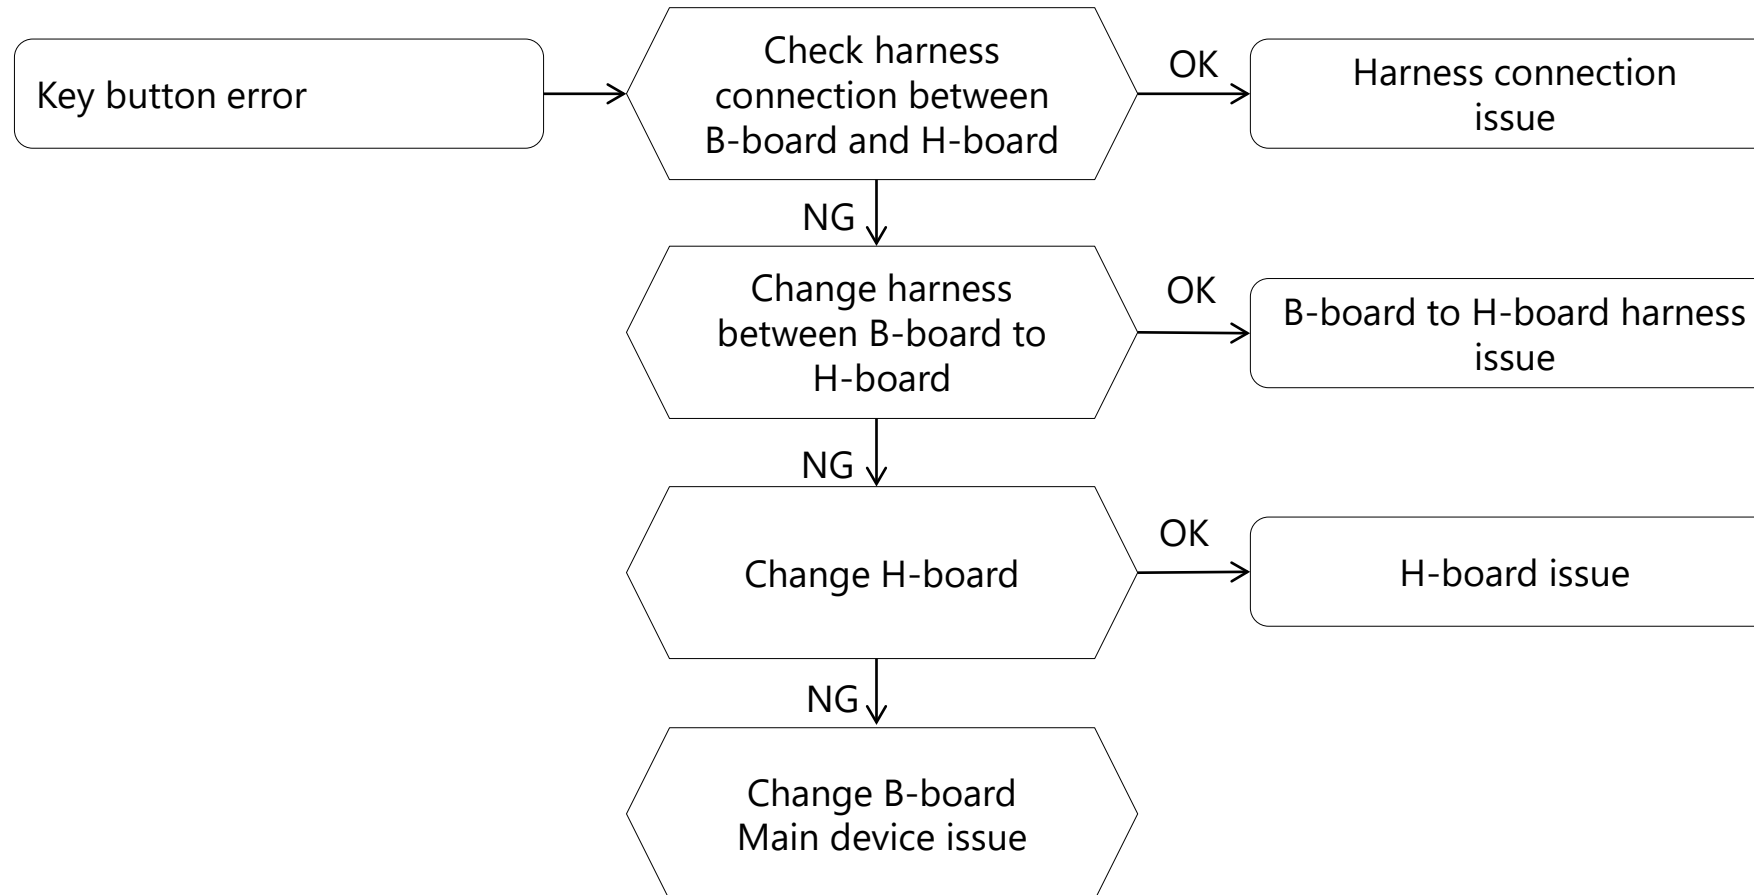 Key button error
Check harness
connection between
B-board and H-board
OK
Harness connection
issue
NG
Change harness
between B-board to
H-board
OK
B-board to H-board harness
issue
NG
Change H-board
OK
H-board issue
NG
Change B-board
Main device issue